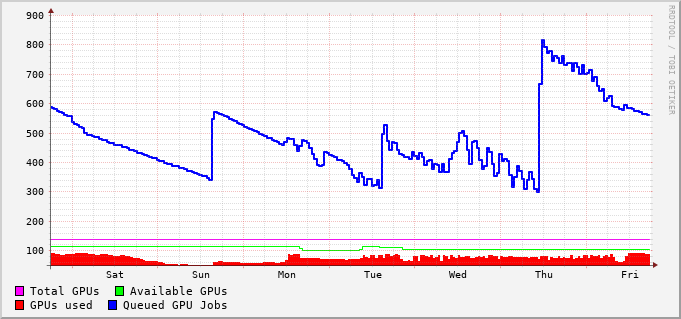 900
800
700
600
500
400
300
200
100
Sat Sun Mon Tue Wed Thu Fri
Total GPUs Available GPUs
GPUs used Queued GPU Jobs
RRDTOOL / TOBI OETIKER